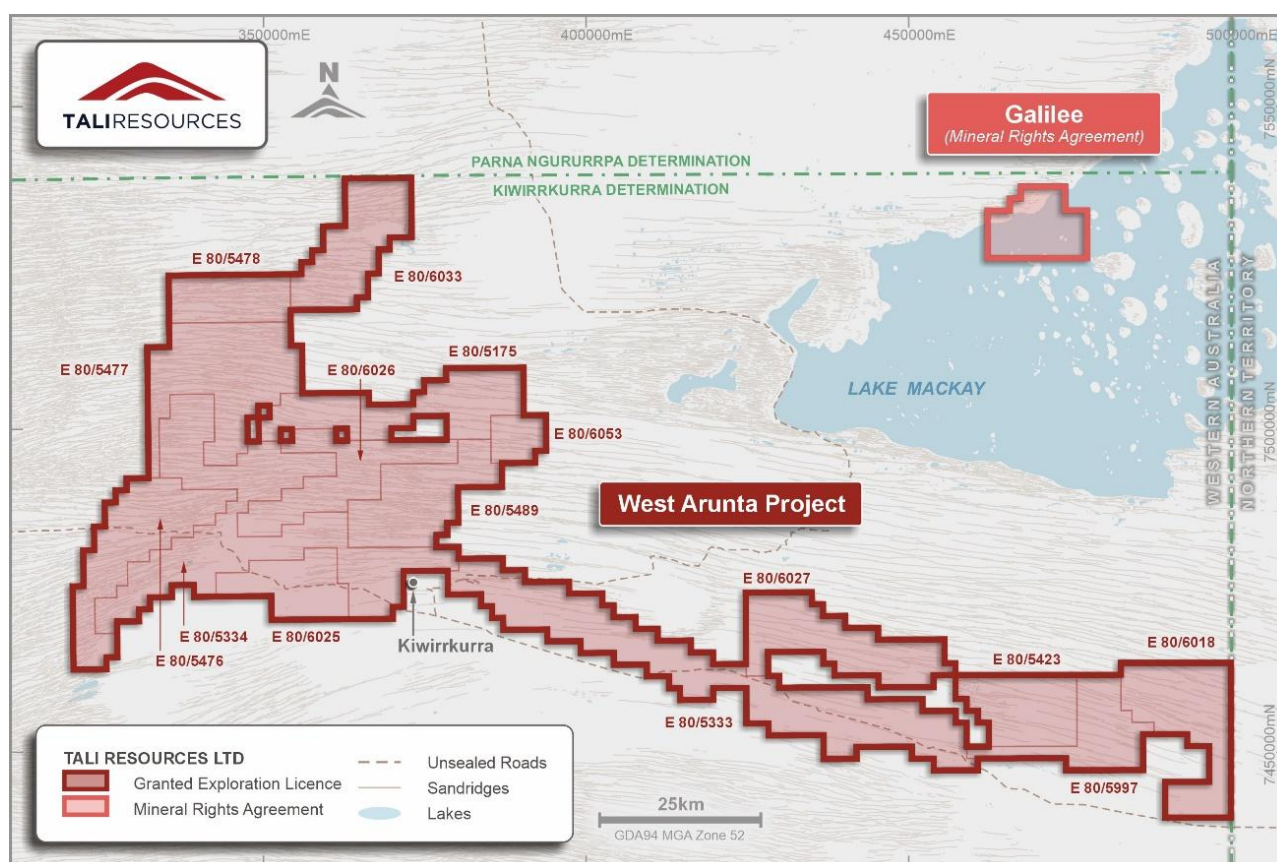 350000mE
400000mE
450000mE
500000mE
TALIRESOURCES
N
Galilee
(Mineral Rights Agreement)
7550000mN
PARNA NGURURRPA DETERMINATION
KIWIRRKURRA DETERMINATION
E 80/5478
E 80/6033
WESTERN AUSTRALIA
NORTHERN TERRITORY
E 80/5477
E 80/6026
E 80/5175
LAKE MACKAY
E 80/6053
7500000mN
West Arunta Project
E 80/5489
E 80/6027
E 80/5334
E 80/5476
E 80/6025
Kiwirrkurra
E 80/5423
E 80/6018
E 80/5333
7450000mN
E 80/5997
TALI RESOURCES LTD
Granted Exploration Licence
Mineral Rights Agreement
Unsealed Roads
Sandridges
Lakes
25km
GDA94 MGA Zone 52